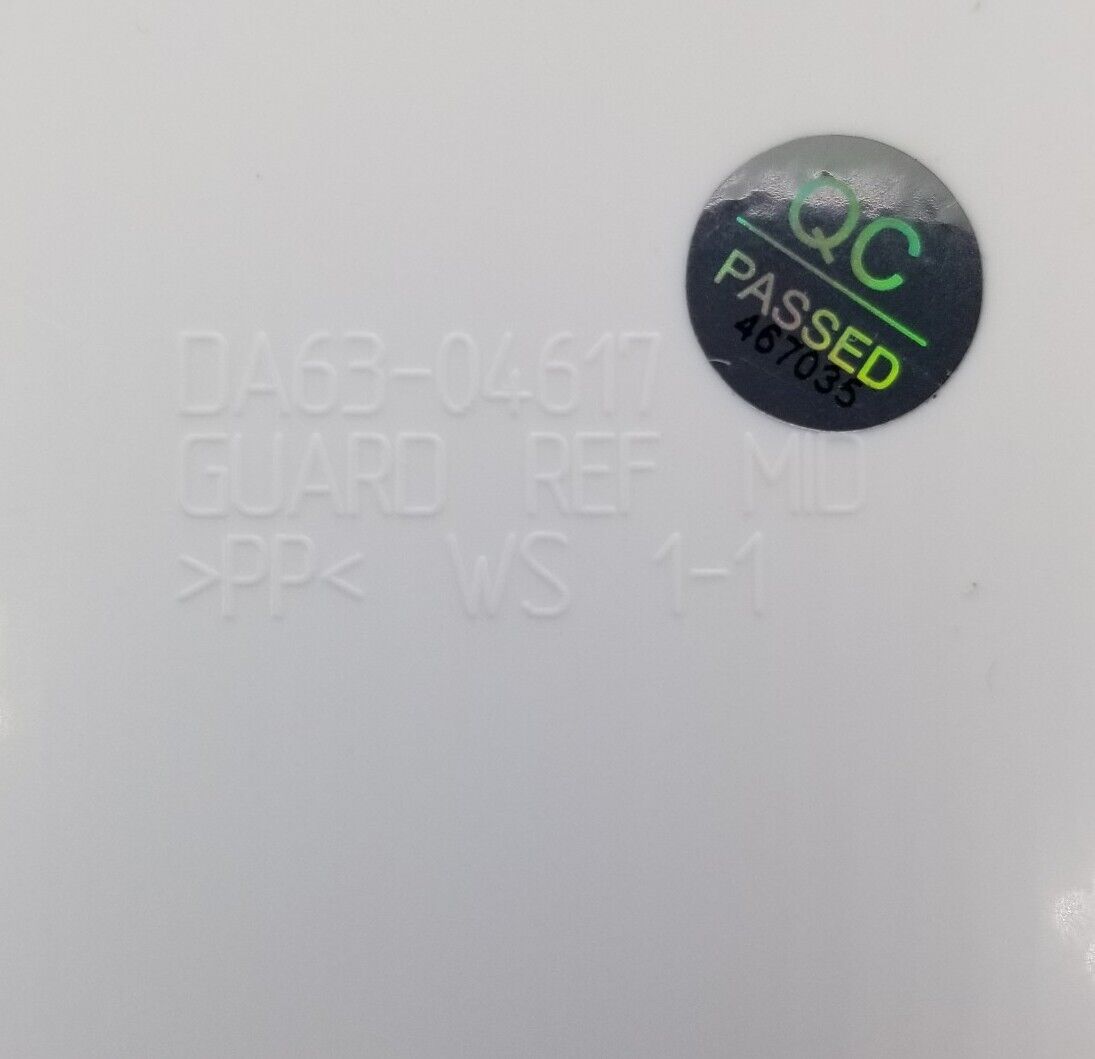 DA63-04617
GUARD REF MID
>PP< WS 1-1
QC
PASSED
467035